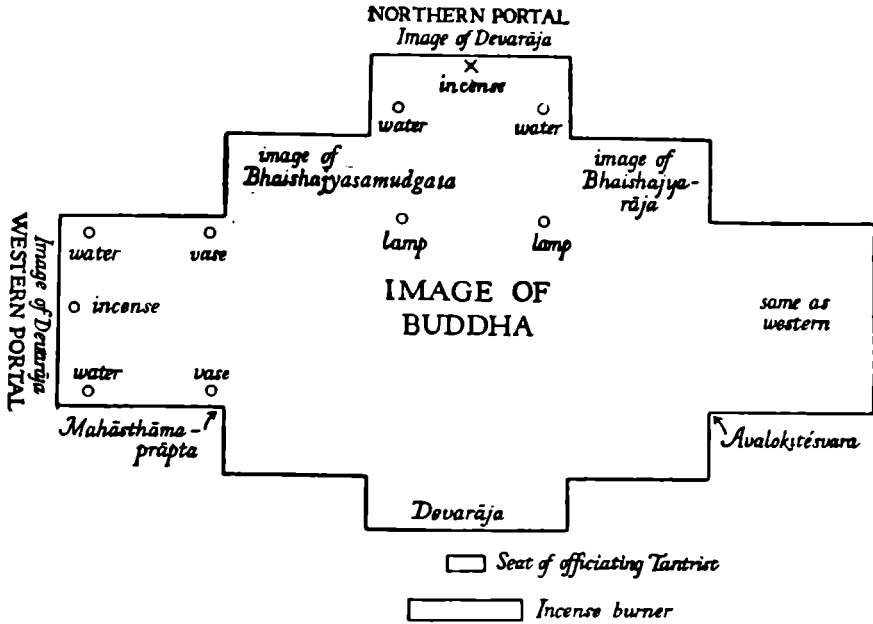 NORTHERN PORTAL
Image of Devarāja
incense
water
water
image of
Bhaishajyasamudgata
image of
Bhaishajya-
rāja
WESTERN PORTAL
Image of Devarāja
water
vase
lamp
lamp
incense
IMAGE OF
BUDDHA
same as
western
water
vase
Mahāsthāma-
prāpta
Avalokitésvara
Devarāja
Seat of officiating Tantrist
Incense burner